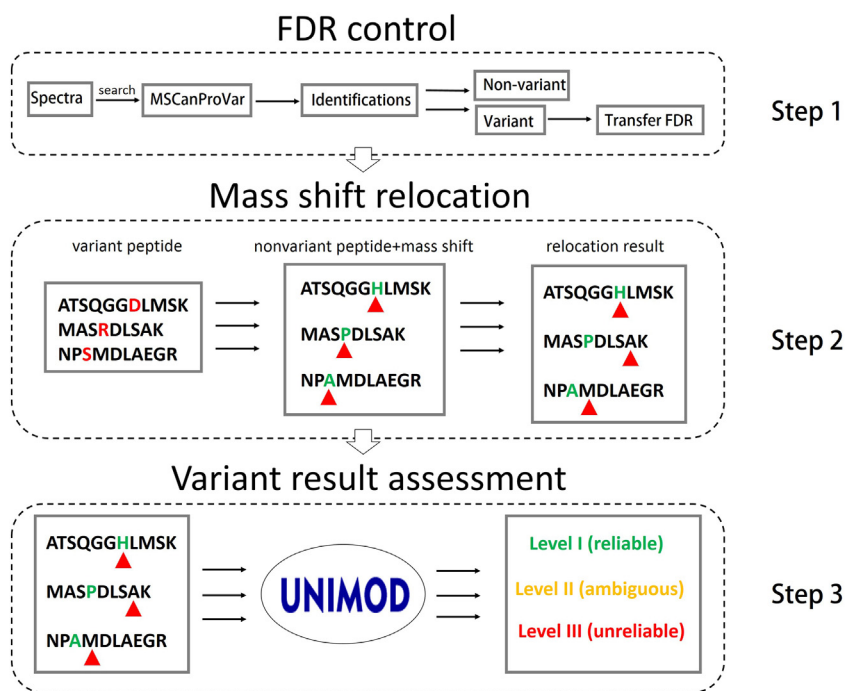 FDR control
Spectra
search
MSCanProVar
Identifications
Non-variant
Variant
Transfer FDR
Step 1
Mass shift relocation
variant peptide
nonvariant peptide+mass shift
relocation result
ATSQGGDLMSK
MASRDLSAK
NPSMDLAEGR
ATSQGGHLMSK
MASPDLSAK
NPAMDLAEGR
ATSQGGHLMSK
MASPDLSAK
NPAMDLAEGR
Step 2
Variant result assessment
ATSQGGHLMSK
MASPDLSAK
NPAMDLAEGR
UNIMOD
Level I (reliable)
Level II (ambiguous)
Level III (unreliable)
Step 3